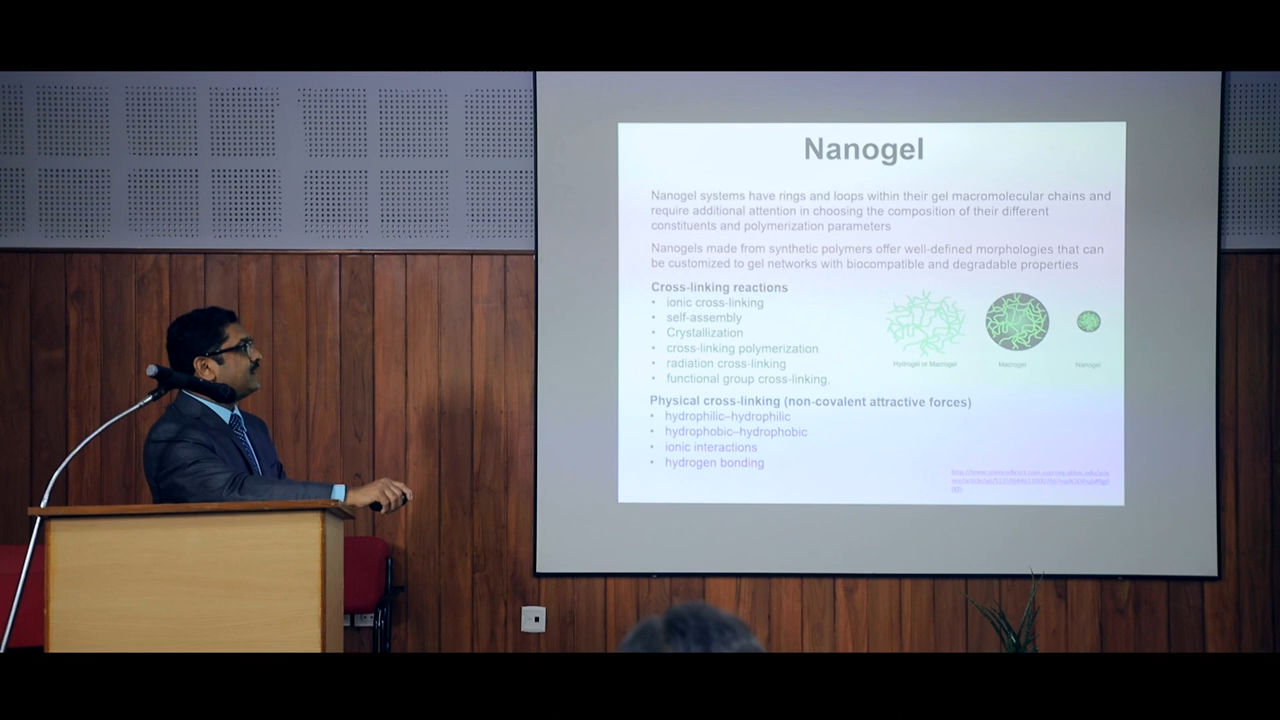 Nanogel
Nanogel systems have rings and loops within their gel macromolecular chains and
require additional attention in choosing the composition of their different
constituents and polymerization parameters
Nanogels made from synthetic polymers offer well-defined morphologies that can
be customized to gel networks with biocompatible and degradable properties
Cross-linking reactions
• ionic cross-linking
• self-assembly
• Crystallization
• cross-linking polymerization
• radiation cross-linking
• functional group cross-linking,
Hydrogel or Macrogel
Macrogel
Nanogel
Physical cross-linking (non-covalent attractive forces)
• hydrophilic–hydrophilic
• hydrophobic–hydrophobic
• ionic interactions
• hydrogen bonding